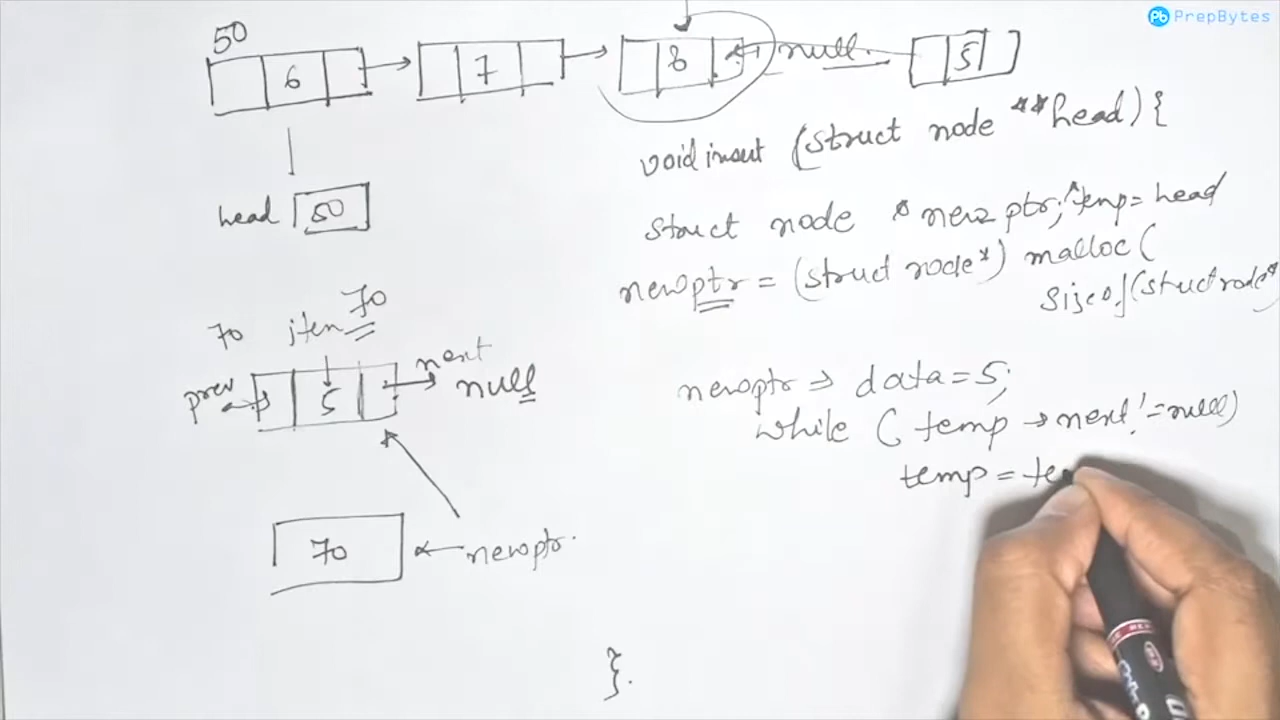 PrepBytes
50
6 7 8 null. 5
void insert (struct node **head) {
struct node * newptr; *temp = head
head 50
newptr = (struct node*) malloc(
sizeof(struct node*
70 item 70
prev 5 next null
newptr → data = 5;
while ( temp → next != null)
temp = te
70 newptr.
}.